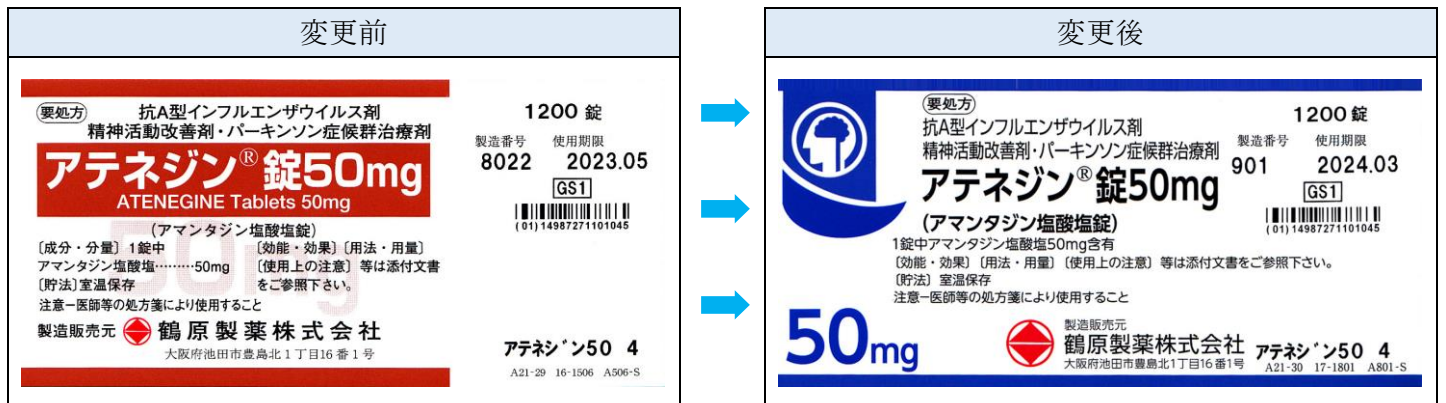 変更前
要処方
抗A型インフルエンザウイルス剤
精神活動改善剤・パーキンソン症候群治療剤
アテネジン®錠50mg
ATENEGINE Tablets 50mg
(アマンタジン塩酸塩錠)
50mg
〔成分・分量〕1錠中
アマンタジン塩酸塩………50mg
〔貯法〕室温保存
〔効能・効果〕〔用法・用量〕
〔使用上の注意〕等は添付文書
をご参照下さい。
注意ー医師等の処方箋により使用すること
製造販売元 鶴原製薬株式会社
大阪府池田市豊島北1丁目16番1号
1200 錠
製造番号 使用期限
8022 2023.05
GS1
(01)14987271101045
アテネジン50 4
A21-29 16-1506 A506-S
変更後
要処方
抗A型インフルエンザウイルス剤
精神活動改善剤・パーキンソン症候群治療剤
アテネジン®錠50mg
(アマンタジン塩酸塩錠)
1錠中アマンタジン塩酸塩50mg含有
〔効能・効果〕〔用法・用量〕〔使用上の注意〕等は添付文書をご参照下さい。
〔貯法〕室温保存
注意ー医師等の処方箋により使用すること
50mg
製造販売元
鶴原製薬株式会社
大阪府池田市豊島北1丁目16番1号
1200 錠
製造番号 使用期限
901 2024.03
GS1
(01)14987271101045
アテネジン50 4
A21-30 17-1801 A801-S